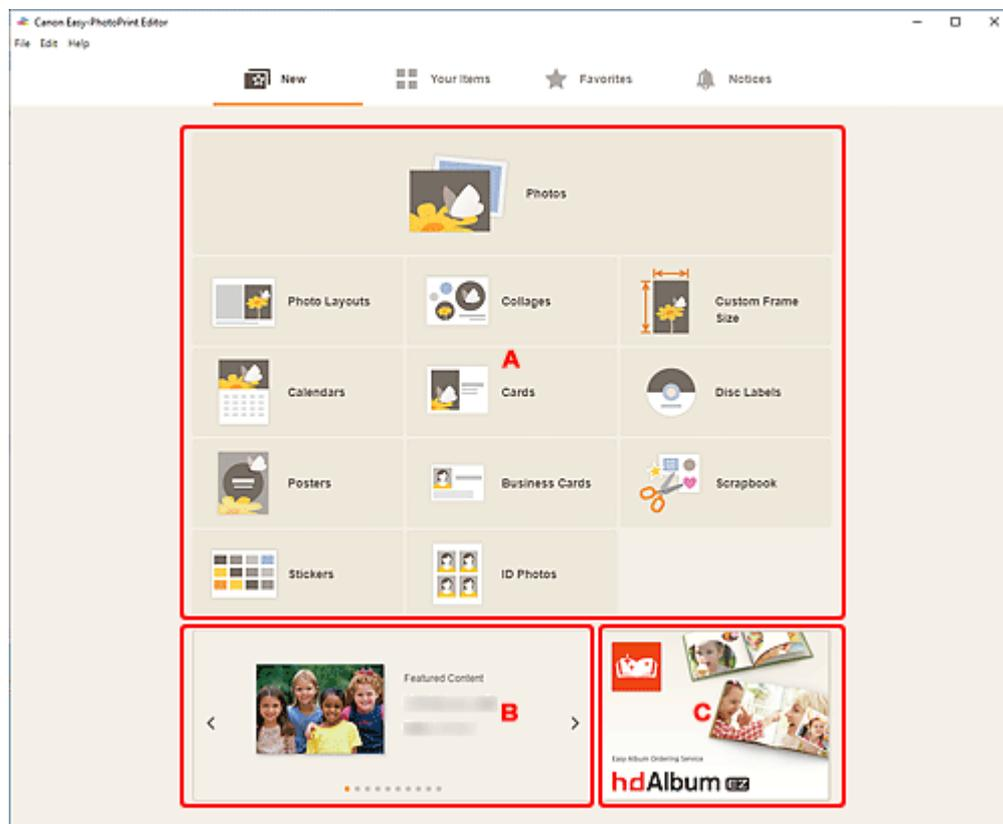 Canon Easy-PhotoPrint Editor
File Edit Help
New Your Items Favorites Notices
Photos
Photo Layouts
Collages
Custom Frame
Size
A
Calendars
Cards
Disc Labels
Posters
Business Cards
Scrapbook
Stickers
ID Photos
Featured Content
B
C
Easy Album Ordering Service
hdAlbum EZ